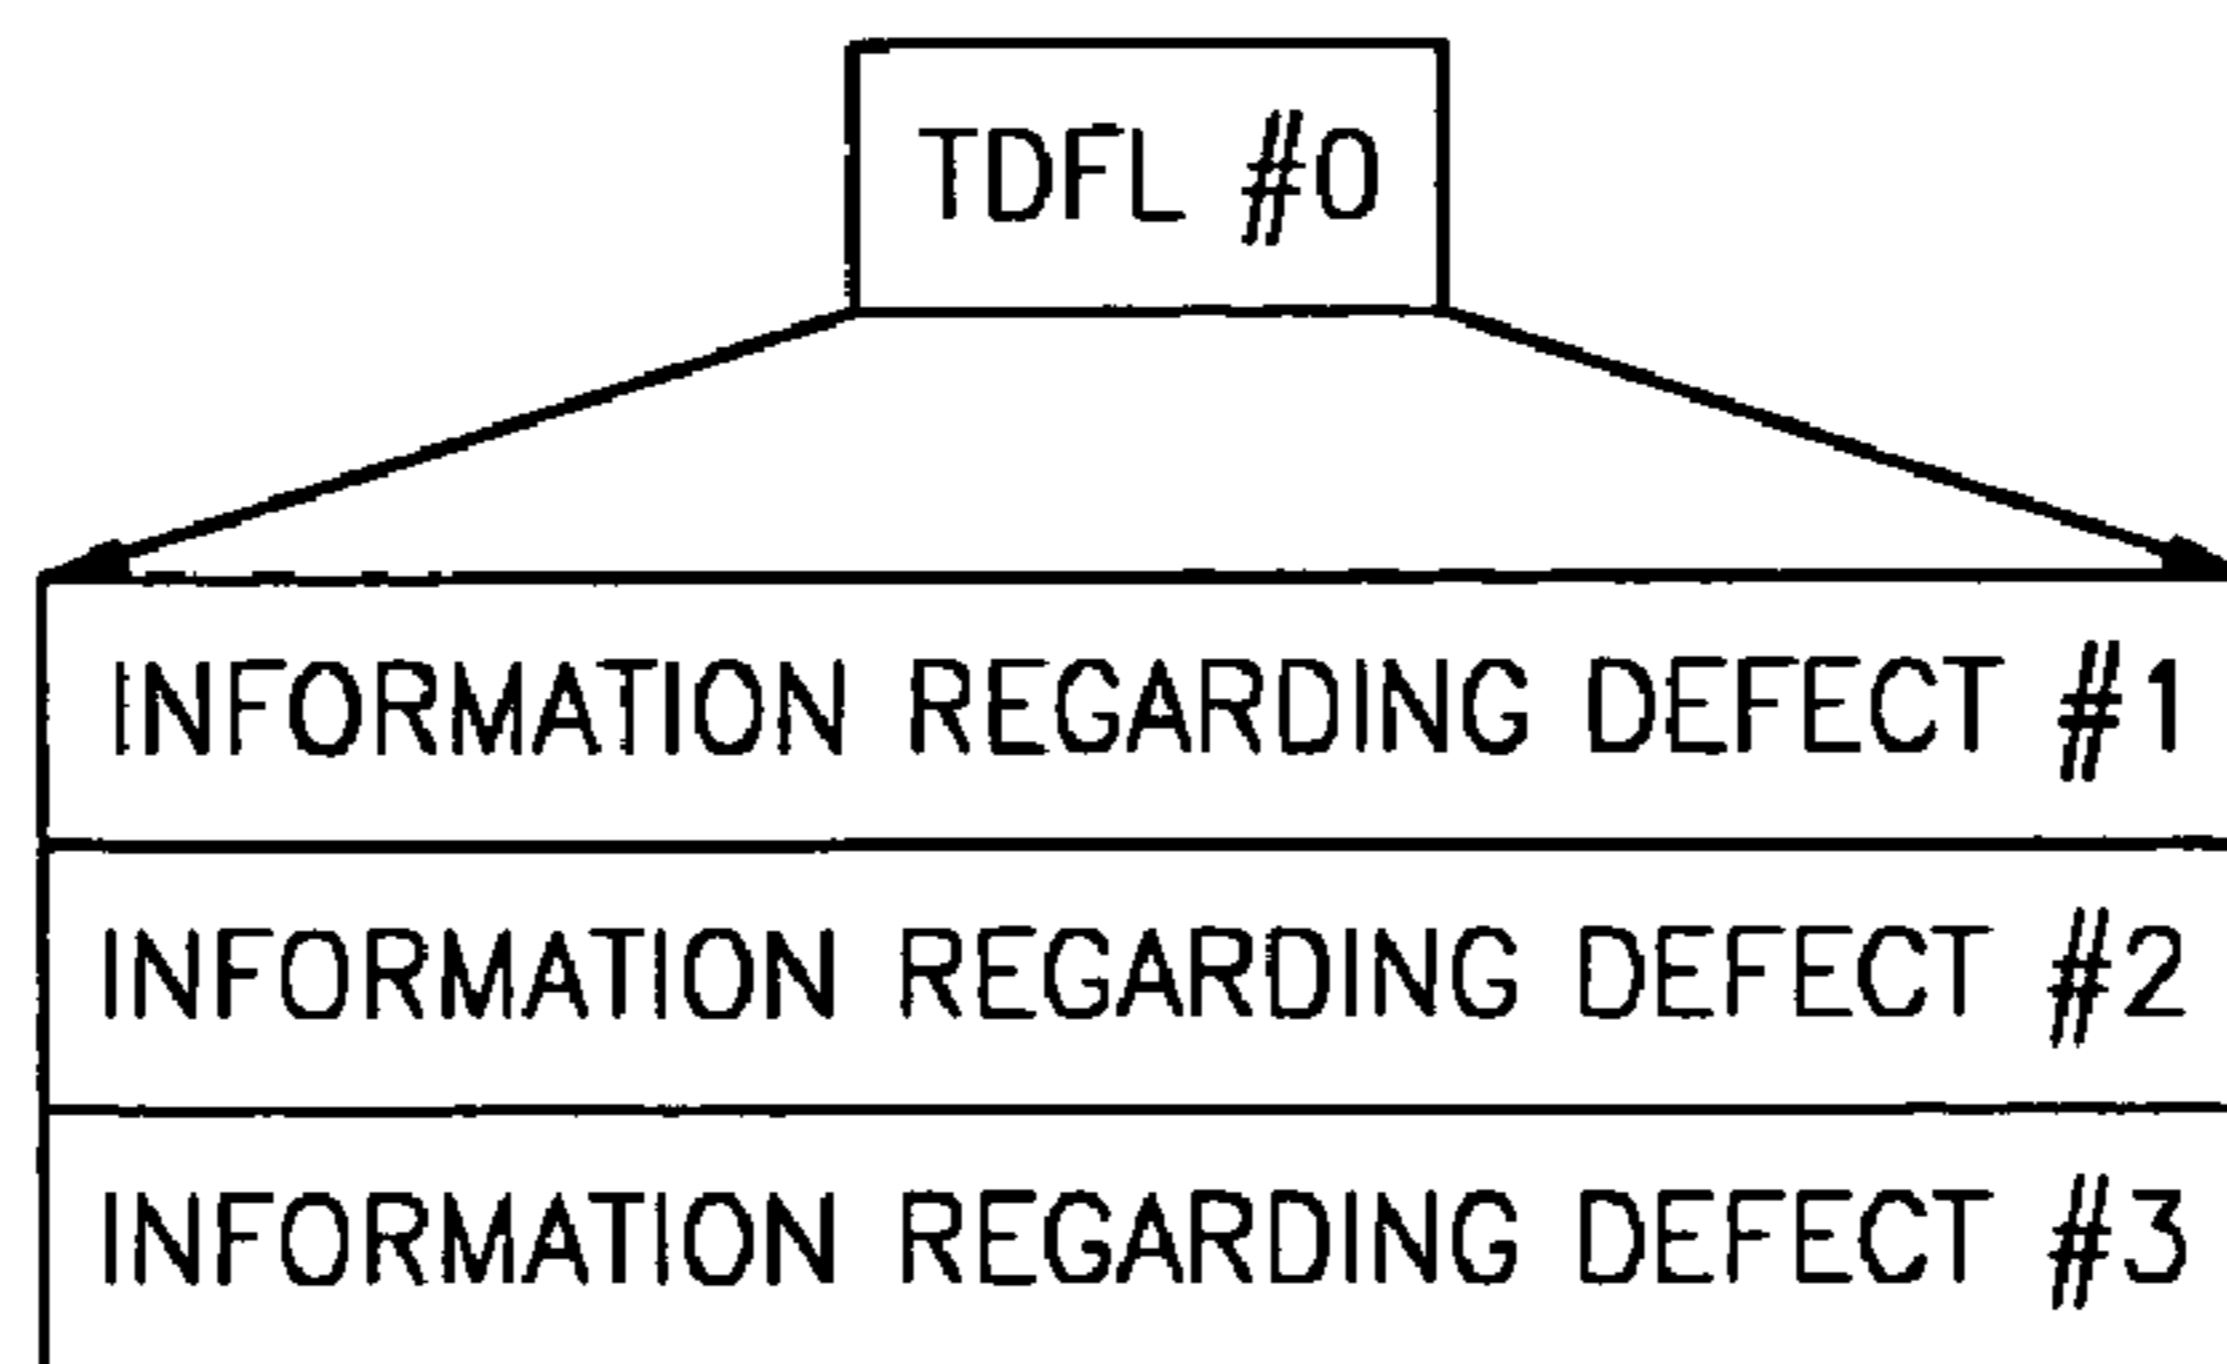 TDFL #0
INFORMATION REGARDING DEFECT #1
INFORMATION REGARDING DEFECT #2
INFORMATION REGARDING DEFECT #3